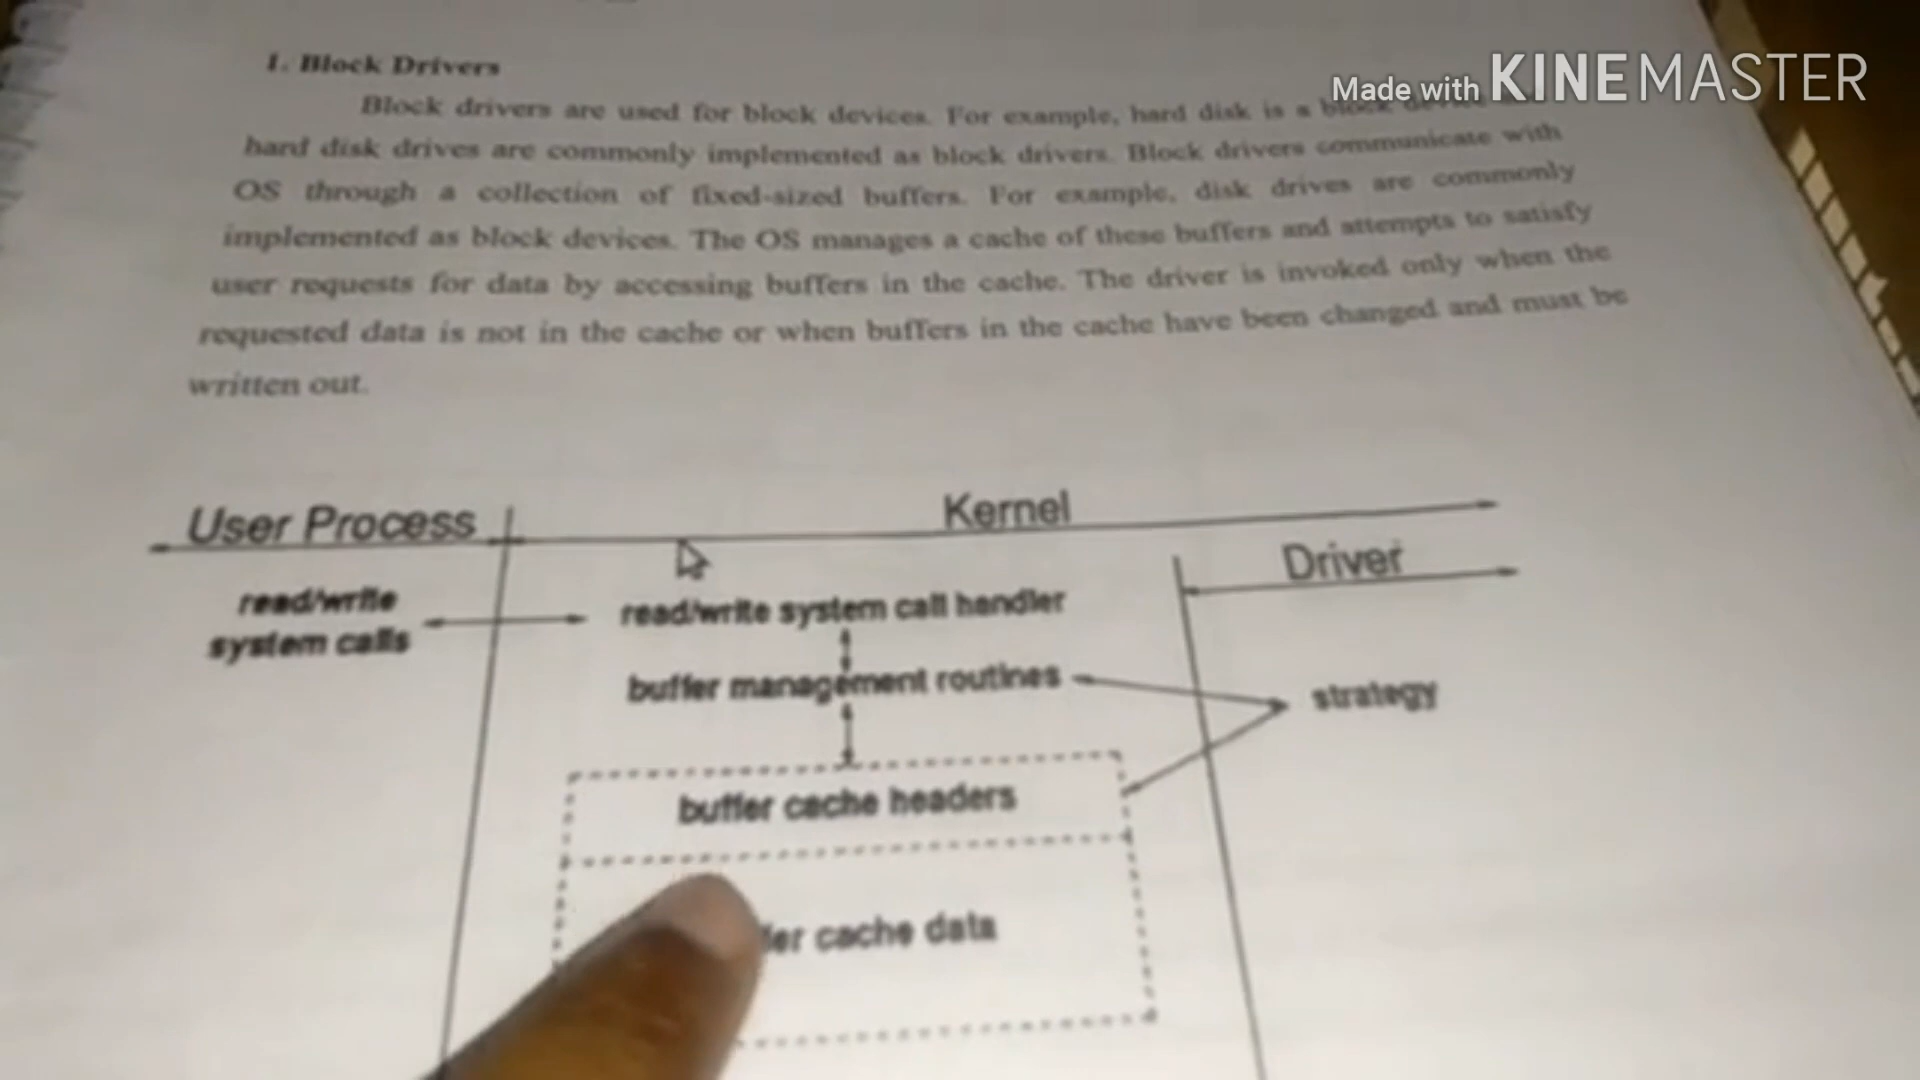 Made with KINEMASTER
1. Block Drivers
Block drivers are used for block devices. For example, hard disk is a block
hard disk drives are commonly implemented as block drivers. Block drivers communicate with
OS through a collection of fixed-sized buffers. For example, disk drives are commonly
implemented as block devices. The OS manages a cache of these buffers and attempts to satisfy
user requests for data by accessing buffers in the cache. The driver is invoked only when the
requested data is not in the cache or when buffers in the cache have been changed and must be
written out.
User Process
Kernel
Driver
read/write
system calls
read/write system call handler
buffer management routines
strategy
buffer cache headers
cache data